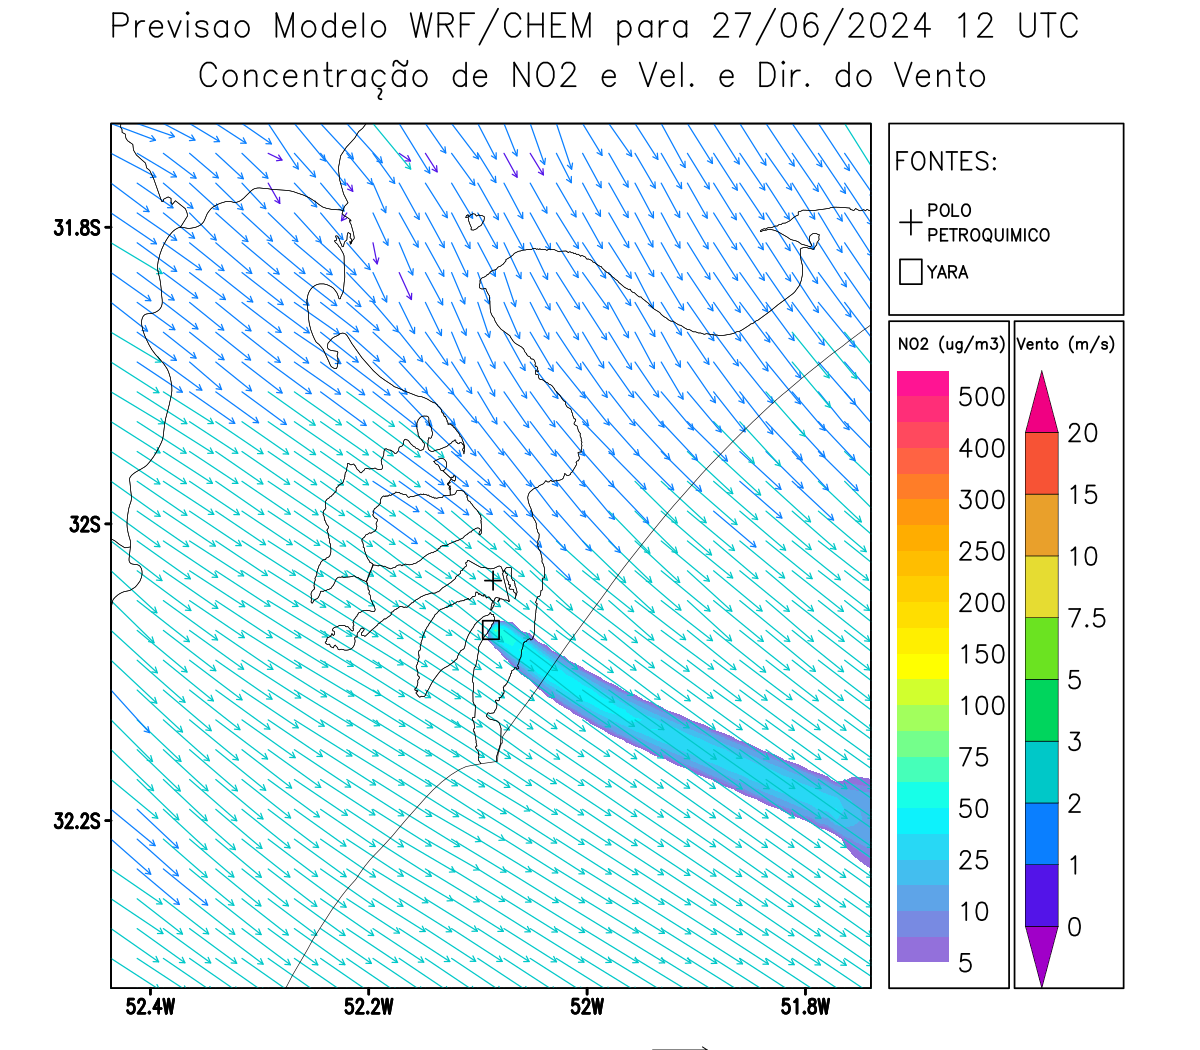 Previsao Modelo WRF/CHEM para 27/06/2024 12 UTC
Concentração de NO2 e Vel. e Dir. do Vento
FONTES:
POLO
PETROQUIMICO
YARA
NO2 (ug/m3)
500
400
300
250
200
150
100
75
50
25
10
5
Vento (m/s)
20
15
10
7.5
5
3
2
1
0
31.8S
32S
32.2S
52.4W
52.2W
52W
51.8W